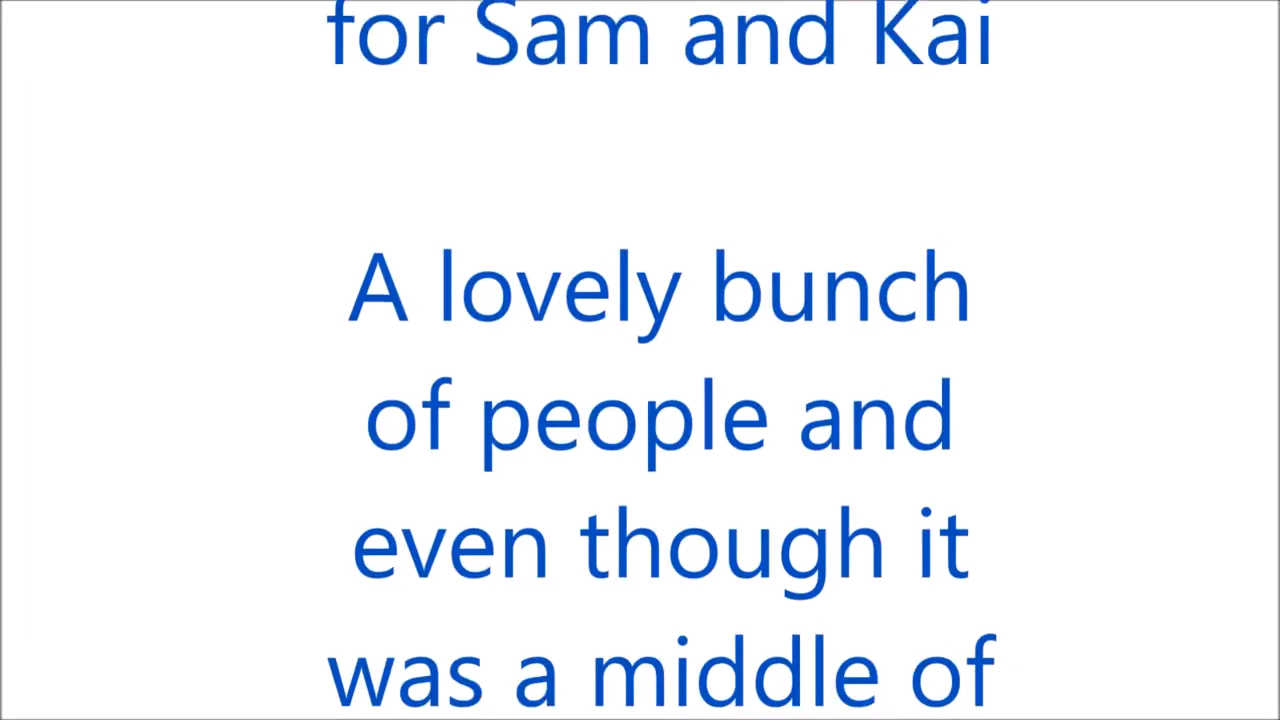 for Sam and Kai
A lovely bunch
of people and
even though it
was a middle of